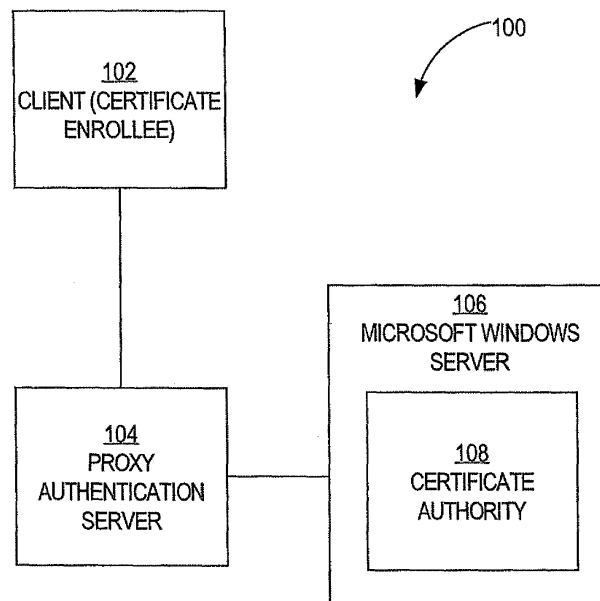 100
102
CLIENT (CERTIFICATE
ENROLLEE)
106
MICROSOFT WINDOWS
SERVER
104
PROXY
AUTHENTICATION
SERVER
108
CERTIFICATE
AUTHORITY